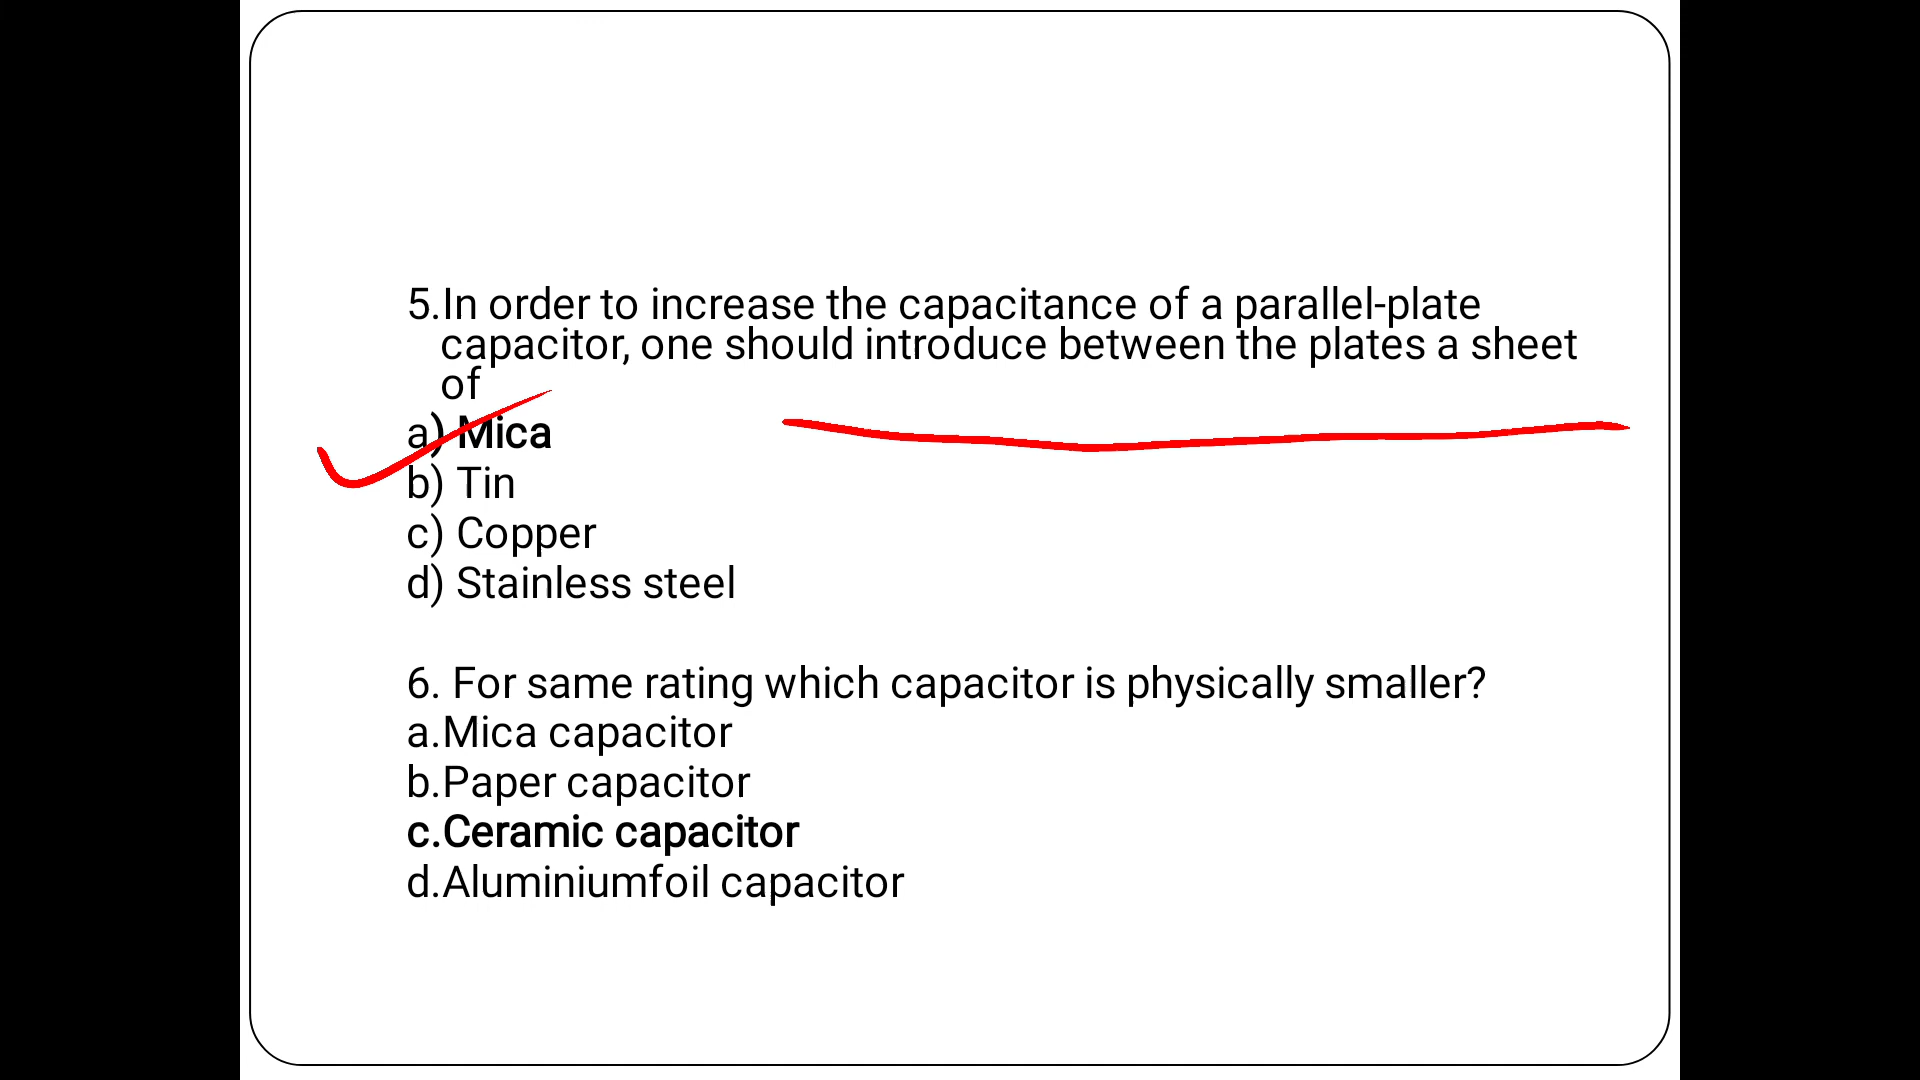 5.In order to increase the capacitance of a parallel-plate
capacitor, one should introduce between the plates a sheet
of
a) Mica
b) Tin
c) Copper
d) Stainless steel
6. For same rating which capacitor is physically smaller?
a.Mica capacitor
b.Paper capacitor
c.Ceramic capacitor
d.Aluminiumfoil capacitor